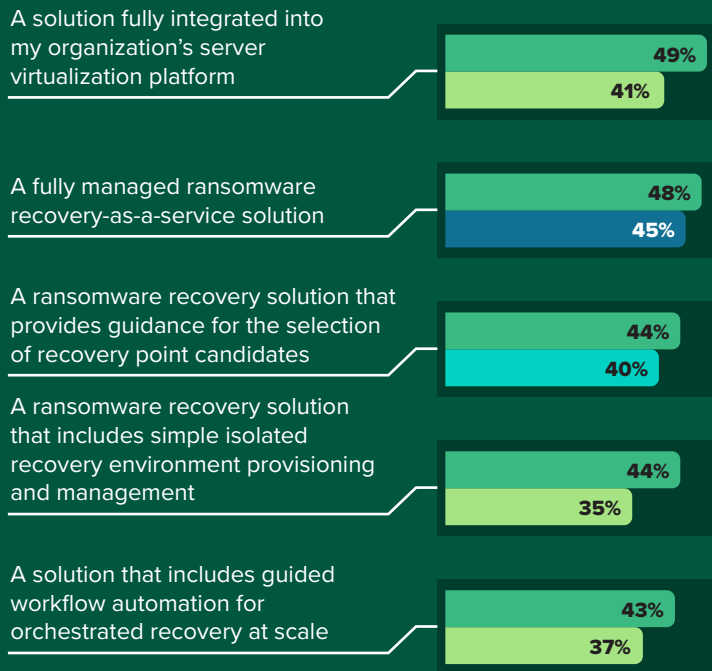 A solution fully integrated into
my organization’s server
virtualization platform
49%
41%
A fully managed ransomware
recovery-as-a-service solution
48%
45%
A ransomware recovery solution that
provides guidance for the selection
of recovery point candidates
44%
40%
A ransomware recovery solution
that includes simple isolated
recovery environment provisioning
and management
44%
35%
A solution that includes guided
workflow automation for
orchestrated recovery at scale
43%
37%